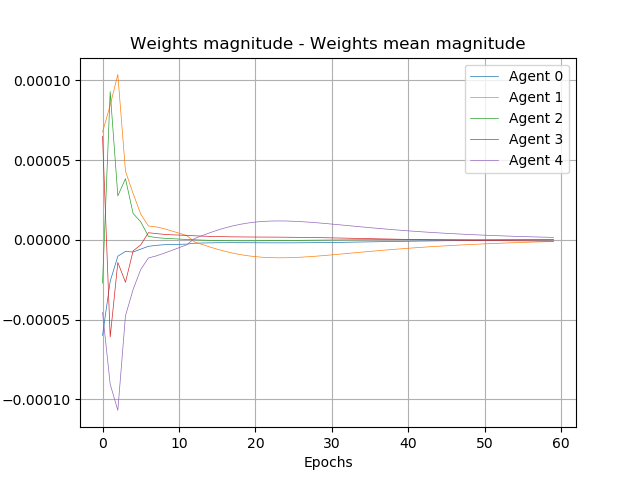 Weights magnitude - Weights mean magnitude
0.00010
0.00005
0.00000
−0.00005
−0.00010
Agent 0
Agent 1
Agent 2
Agent 3
Agent 4
0 10 20 30 40 50 60
Epochs